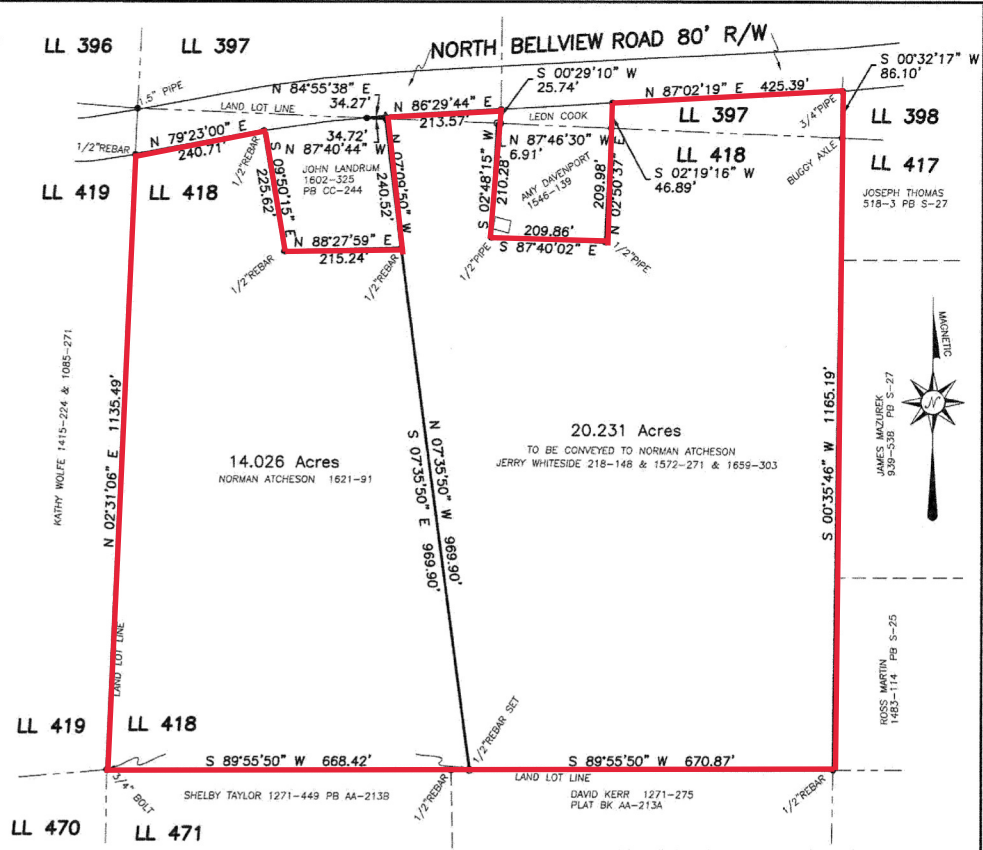 LL 396
LL 397
NORTH BELLVIEW ROAD 80' R/W
1.5" PIPE
N 84°55'38" E
34.27'
LAND LOT LINE
N 86°29'44" E
213.57'
S 00°29'10" W
25.74'
LEON COOK
N 87°02'19" E 425.39'
S 00°32'17" W
86.10'
LL 397
3/4"PIPE
LL 398
1/2"REBAR
N 79°23'00" E
240.71'
1/2"REBAR
34.72'
N 87°40'44" W
JOHN LANDRUM
1602-325
PB CC-244
N 07°09'50" W
240.52'
S 09°50'15" E
225.62'
N 88°27'59" E
215.24'
1/2"REBAR
1/2"REBAR
S 02°48'15" W
210.28'
N 87°46'30" W
6.91'
AMY DAVENPORT
1546-139
209.98'
N 02°50'37" E
S 02°19'16" W
46.89'
LL 418
BUGGY AXLE
LL 417
JOSEPH THOMAS
518-3 PB S-27
209.86'
S 87°40'02" E
1/2"PIPE
1/2"PIPE
LL 419
LL 418
KATHY WOLFE 1415-224 & 1085-271
N 02°31'06" E 1135.49'
LAND LOT LINE
14.026 Acres
NORMAN ATCHESON 1621-91
N 07°35'50" W 969.90'
S 07°35'50" E 969.90'
20.231 Acres
TO BE CONVEYED TO NORMAN ATCHESON
JERRY WHITESIDE 218-148 & 1572-271 & 1659-303
S 00°35'46" W 1165.19'
JAMES MAZUREK
939-538 PB S-27
MAGNETIC
N
ROSS MARTIN
1483-114 PB S-25
LL 419
LL 418
1/2"REBAR SET
S 89°55'50" W 668.42'
S 89°55'50" W 670.87'
LAND LOT LINE
3/4" BOLT
SHELBY TAYLOR 1271-449 PB AA-213B
1/2"REBAR
DAVID KERR 1271-275
PLAT BK AA-213A
1/2"REBAR
LL 470
LL 471